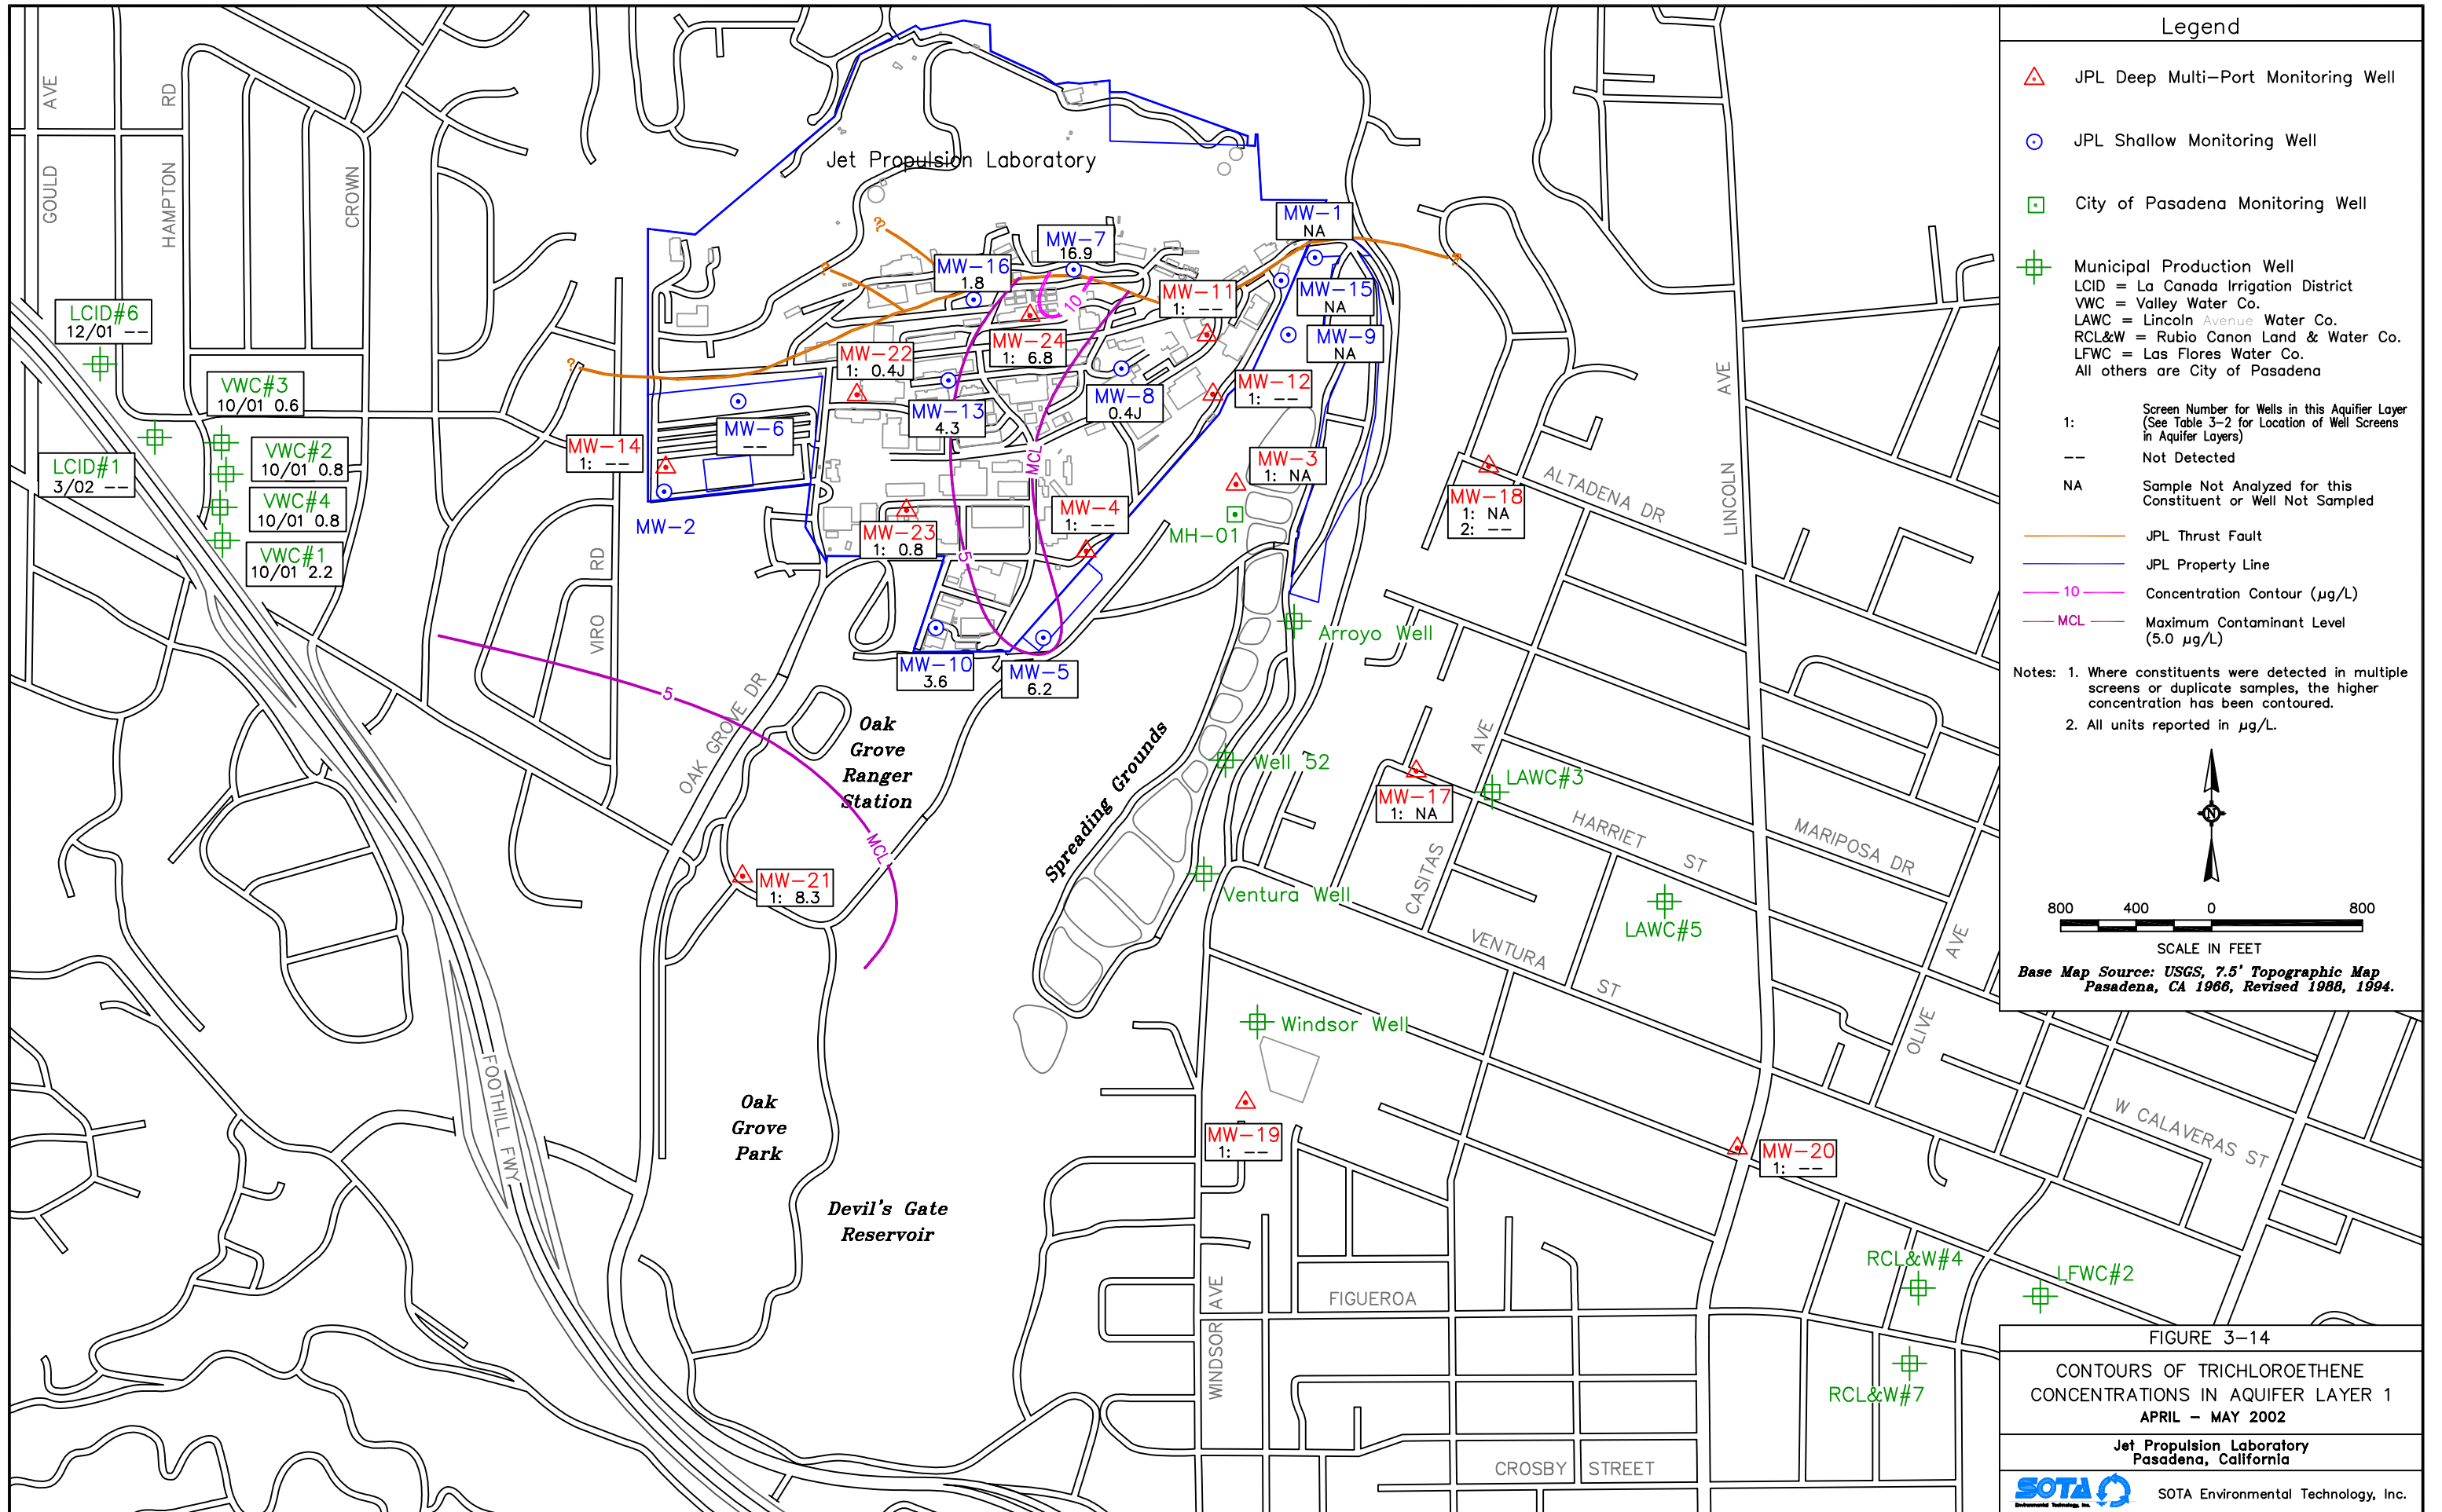 Legend
JPL Deep Multi-Port Monitoring Well
JPL Shallow Monitoring Well
City of Pasadena Monitoring Well
Municipal Production Well
LCID = La Canada Irrigation District
VWC = Valley Water Co.
LAWC = Lincoln Avenue Water Co.
RCL&W = Rubio Canon Land & Water Co.
LFWC = Las Flores Water Co.
All others are City of Pasadena
1:
Screen Number for Wells in this Aquifier Layer
(See Table 3-2 for Location of Well Screens
in Aquifer Layers)
-- Not Detected
NA Sample Not Analyzed for this
Constituent or Well Not Sampled
JPL Thrust Fault
JPL Property Line
10 Concentration Contour (µg/L)
MCL Maximum Contaminant Level
(5.0 µg/L)
Notes: 1. Where constituents were detected in multiple
screens or duplicate samples, the higher
concentration has been contoured.
2. All units reported in µg/L.
N
800 400 0 800
SCALE IN FEET
Base Map Source: USGS, 7.5' Topographic Map
Pasadena, CA 1966, Revised 1988, 1994.
FIGURE 3-14
CONTOURS OF TRICHLOROETHENE
CONCENTRATIONS IN AQUIFER LAYER 1
APRIL - MAY 2002
Jet Propulsion Laboratory
Pasadena, California
SOTA
Environmental Technology, Inc.
SOTA Environmental Technology, Inc.
GOULD AVE
HAMPTON RD
CROWN
Jet Propulsion Laboratory
??
?
?
?
MW-1
NA
MW-7
16.9
MW-16
1.8
10
MW-11
1: --
MW-15
NA
MW-9
NA
LCID#6
12/01 --
MW-24
1: 6.8
MW-22
1: 0.4J
MW-12
1: --
MW-8
0.4J
MW-13
4.3
VWC#3
10/01 0.6
MW-6
--
MW-14
1: --
MCL
VWC#2
10/01 0.8
LCID#1
3/02 --
MW-3
1: NA
VWC#4
10/01 0.8
MW-18
1: NA
2: --
MW-4
1: --
MW-2
MW-23
1: 0.8
MH-01
VWC#1
10/01 2.2
5
ALTADENA DR
LINCOLN AVE
VIRO RD
Arroyo Well
MW-10
3.6
MW-5
6.2
5
OAK GROVE DR
Oak
Grove
Ranger
Station
MCL
Spreading Grounds
Well 52
CASITAS AVE
LAWC#3
MW-17
1: NA
HARRIET ST
MARIPOSA DR
MW-21
1: 8.3
Ventura Well
LAWC#5
VENTURA ST
OLIVE AVE
Windsor Well
FOOTHILL FWY
Oak
Grove
Park
MW-19
1: --
MW-20
1: --
W CALAVERAS ST
Devil's Gate
Reservoir
RCL&W#4
LFWC#2
WINDSOR AVE
FIGUEROA
RCL&W#7
CROSBY STREET